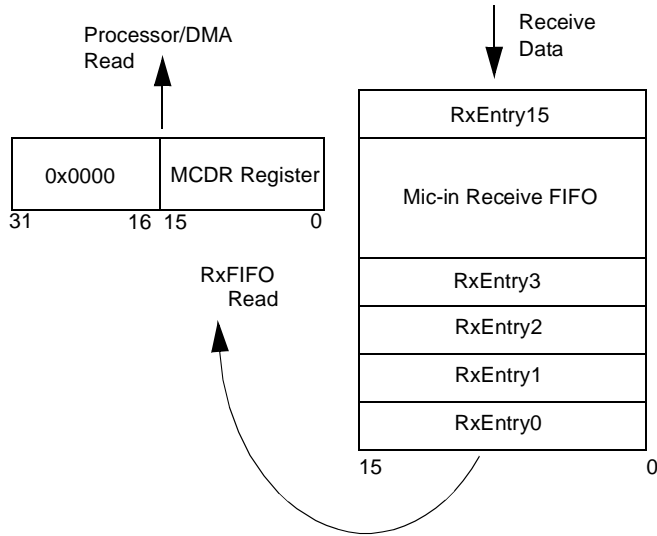 Processor/DMA
Read
Receive
Data
0x0000
MCDR Register
31
16
15
0
RxFIFO
Read
RxEntry15
Mic-in Receive FIFO
RxEntry3
RxEntry2
RxEntry1
RxEntry0
15
0